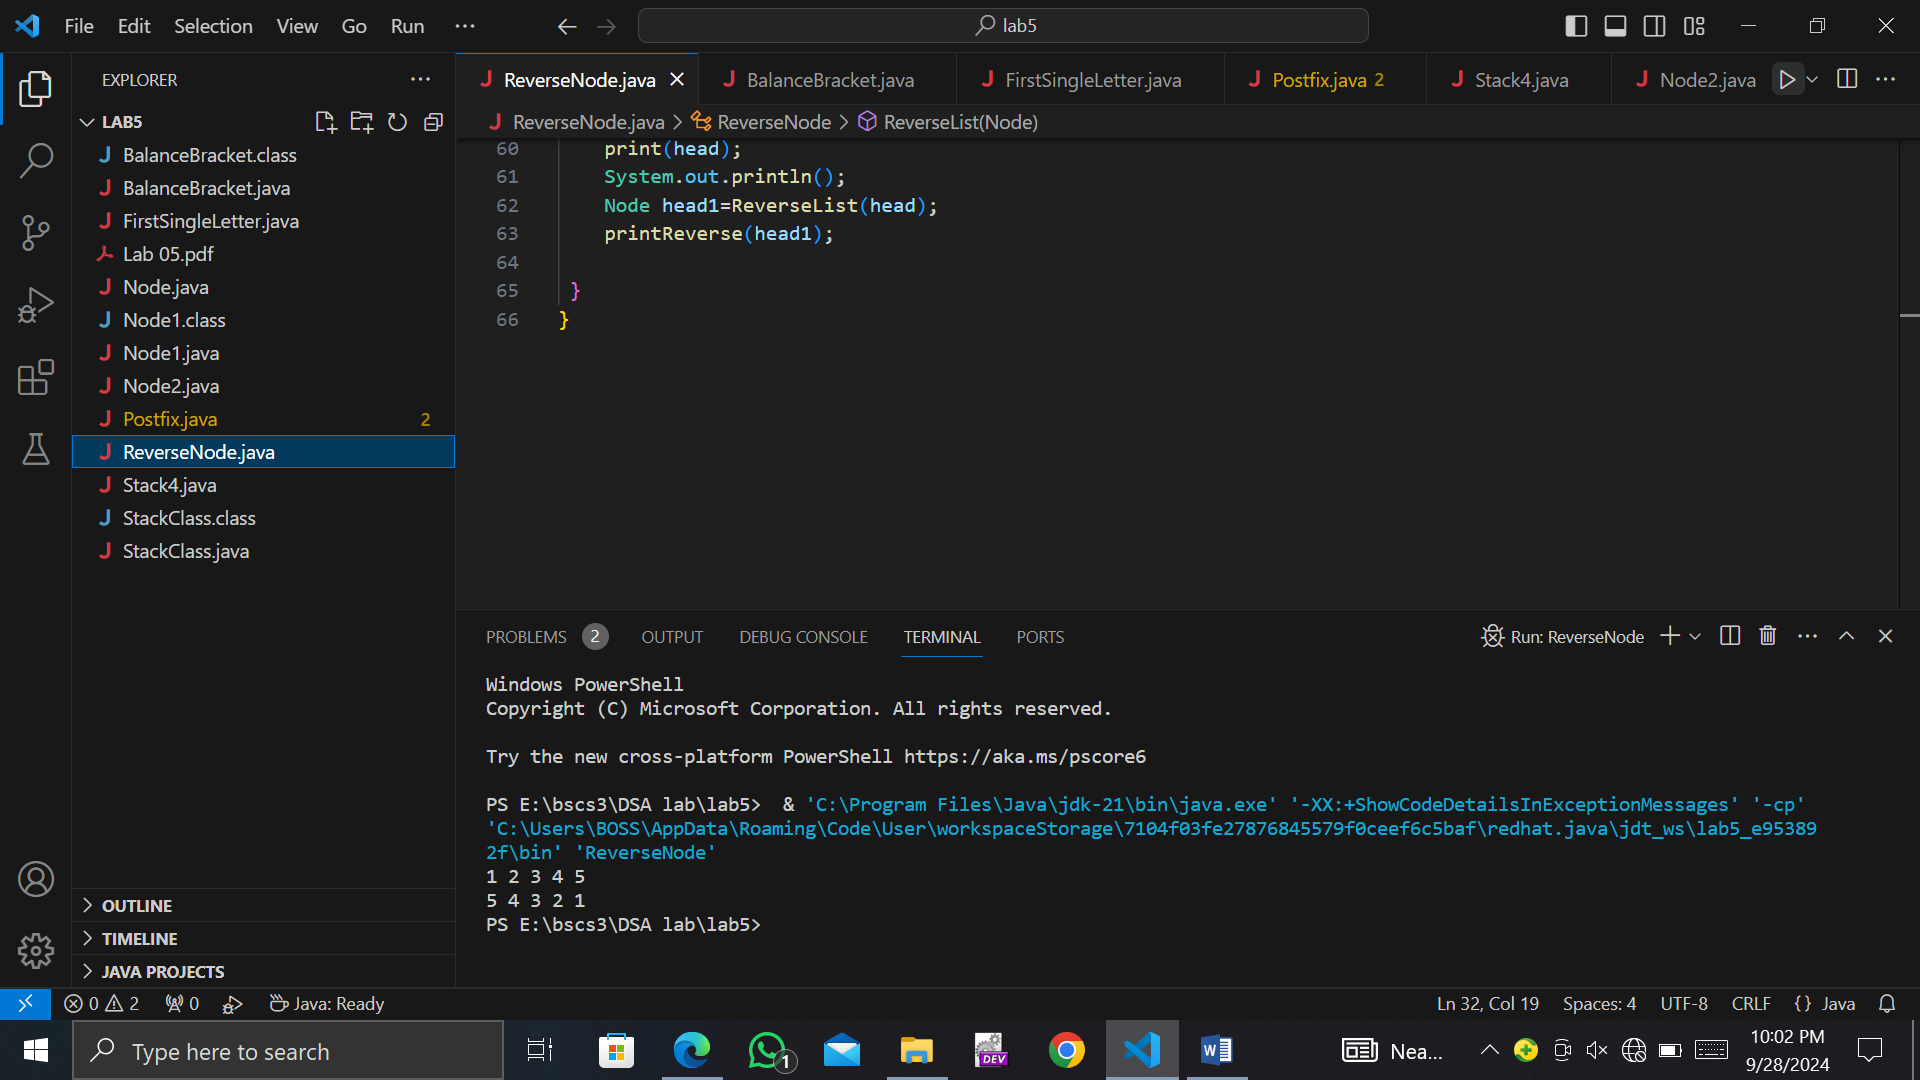 File Edit Selection View Go Run ··· lab5
EXPLORER ···
LAB5
BalanceBracket.class
BalanceBracket.java
FirstSingleLetter.java
Lab 05.pdf
Node.java
Node1.class
Node1.java
Node2.java
Postfix.java 2
ReverseNode.java
Stack4.java
StackClass.class
StackClass.java
OUTLINE
TIMELINE
JAVA PROJECTS
ReverseNode.java BalanceBracket.java FirstSingleLetter.java Postfix.java 2 Stack4.java Node2.java ···
ReverseNode.java > ReverseNode > ReverseList(Node)
60 print(head);
61 System.out.println();
62 Node head1=ReverseList(head);
63 printReverse(head1);
64
65 }
66 }
PROBLEMS 2 OUTPUT DEBUG CONSOLE TERMINAL PORTS Run: ReverseNode ···
Windows PowerShell
Copyright (C) Microsoft Corporation. All rights reserved.
Try the new cross-platform PowerShell https://aka.ms/pscore6
PS E:\bscs3\DSA lab\lab5>  & 'C:\Program Files\Java\jdk-21\bin\java.exe' '-XX:+ShowCodeDetailsInExceptionMessages' '-cp'
'C:\Users\BOSS\AppData\Roaming\Code\User\workspaceStorage\7104f03fe27876845579f0ceef6c5baf\redhat.java\jdt_ws\lab5_e95389
2f\bin' 'ReverseNode'
1 2 3 4 5
5 4 3 2 1
PS E:\bscs3\DSA lab\lab5>
0 2 0 Java: Ready Ln 32, Col 19 Spaces: 4 UTF-8 CRLF {} Java
Type here to search 1 DEV Nea... 10:02 PM
9/28/2024